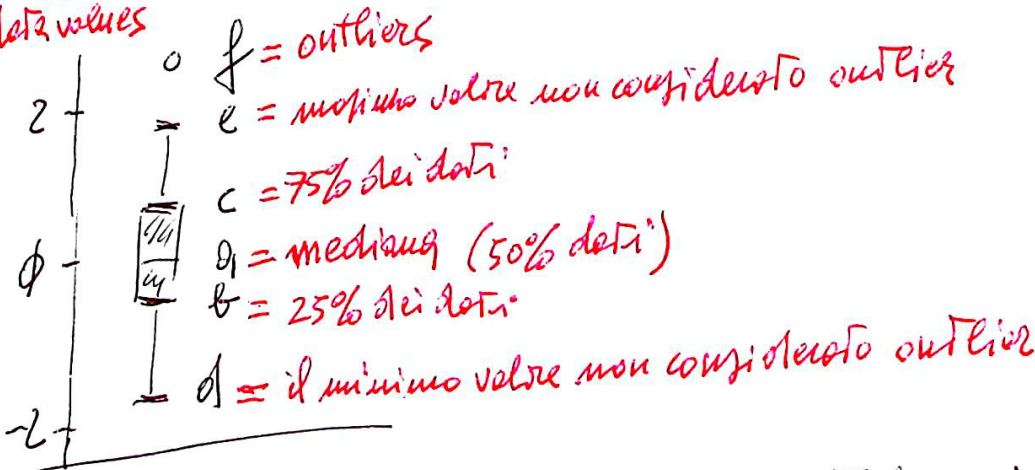 data values
f = outliers
2
e = massimo valore non considerato outlier
c = 75% dei dati
ϕ
a = mediana (50% dati)
b = 25% dei dati
d = il minimo valore non considerato outlier
-2